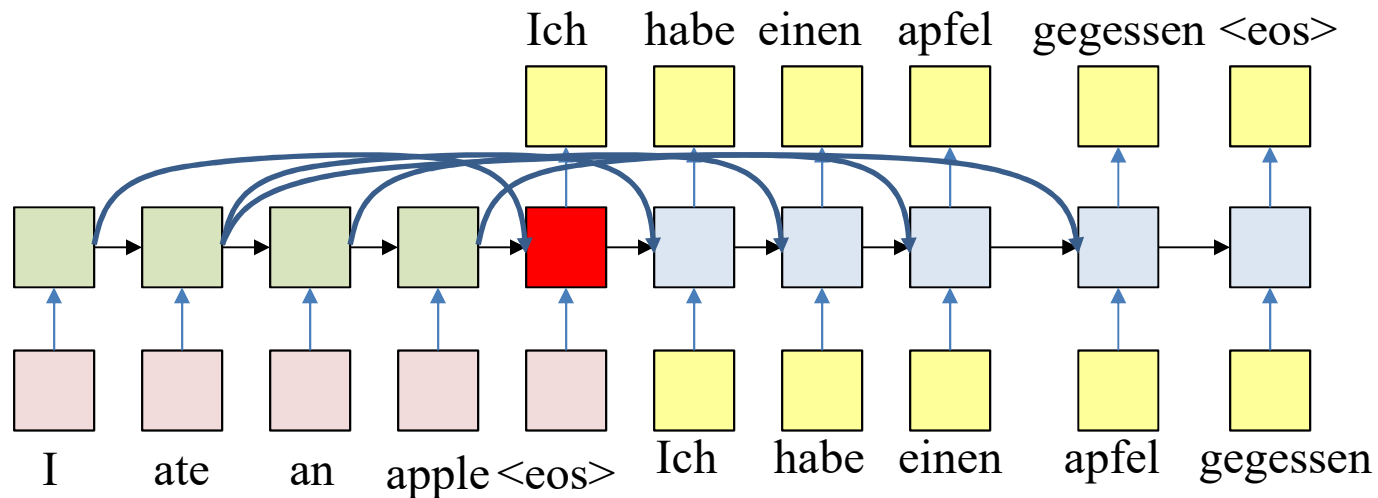 Ich habe einen apfel gegessen <eos>
I ate an apple <eos> Ich habe einen apfel gegessen